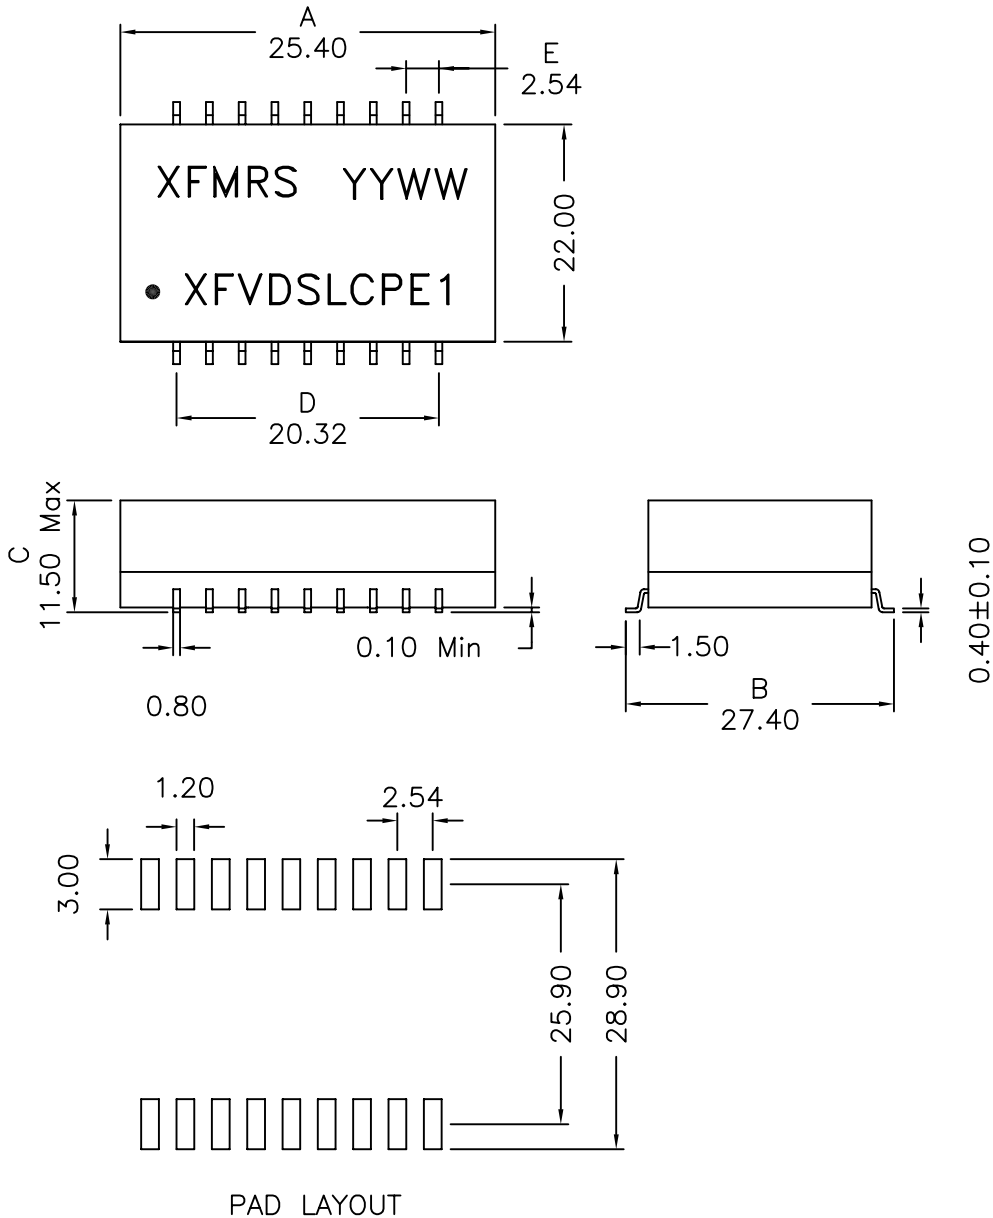 A
25.40
E
2.54
XFMRS YYWW
22.00
XFVDSLCPE1
D
20.32
C
11.50 Max
0.10 Min
0.80
1.50
B
27.40
0.40±0.10
1.20
2.54
3.00
25.90
28.90
PAD LAYOUT